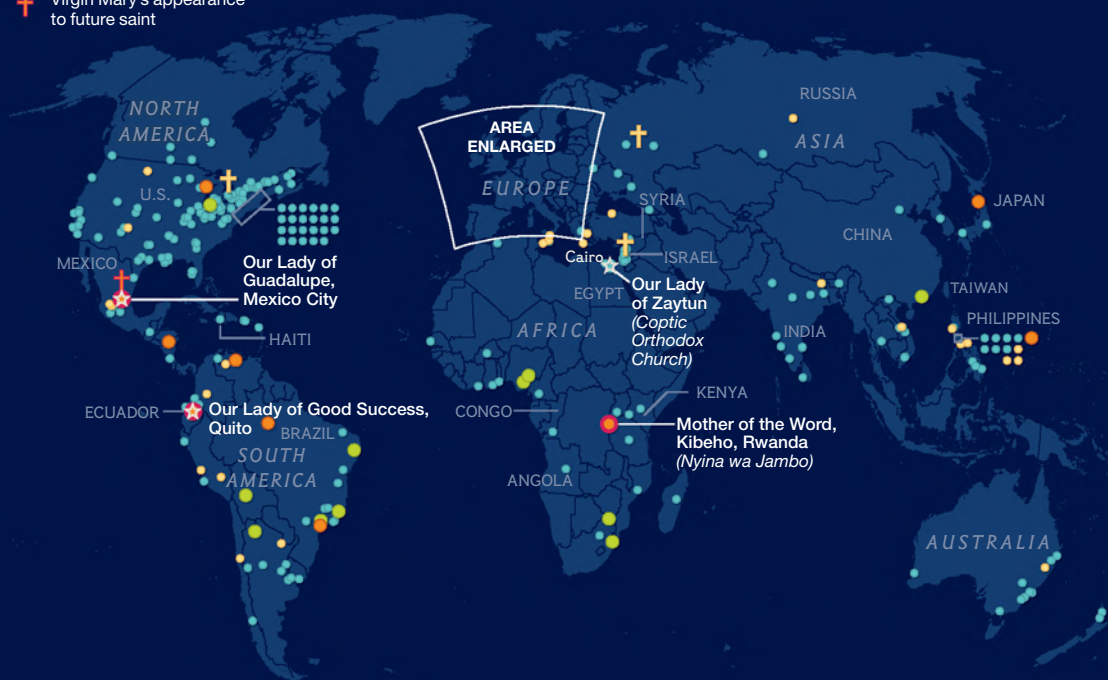 Virgin Mary's appearance
to future saint
NORTH
AMERICA
U.S.
MEXICO
Our Lady of
Guadalupe,
Mexico City
HAITI
AREA
ENLARGED
EUROPE
RUSSIA
ASIA
SYRIA
JAPAN
CHINA
Cairo
ISRAEL
EGYPT
Our Lady
of Zaytun
(Coptic
Orthodox
Church)
TAIWAN
PHILIPPINES
INDIA
AFRICA
ECUADOR
Our Lady of Good Success,
Quito
BRAZIL
SOUTH
AMERICA
CONGO
KENYA
Mother of the Word,
Kibeho, Rwanda
(Nyina wa Jambo)
ANGOLA
AUSTRALIA